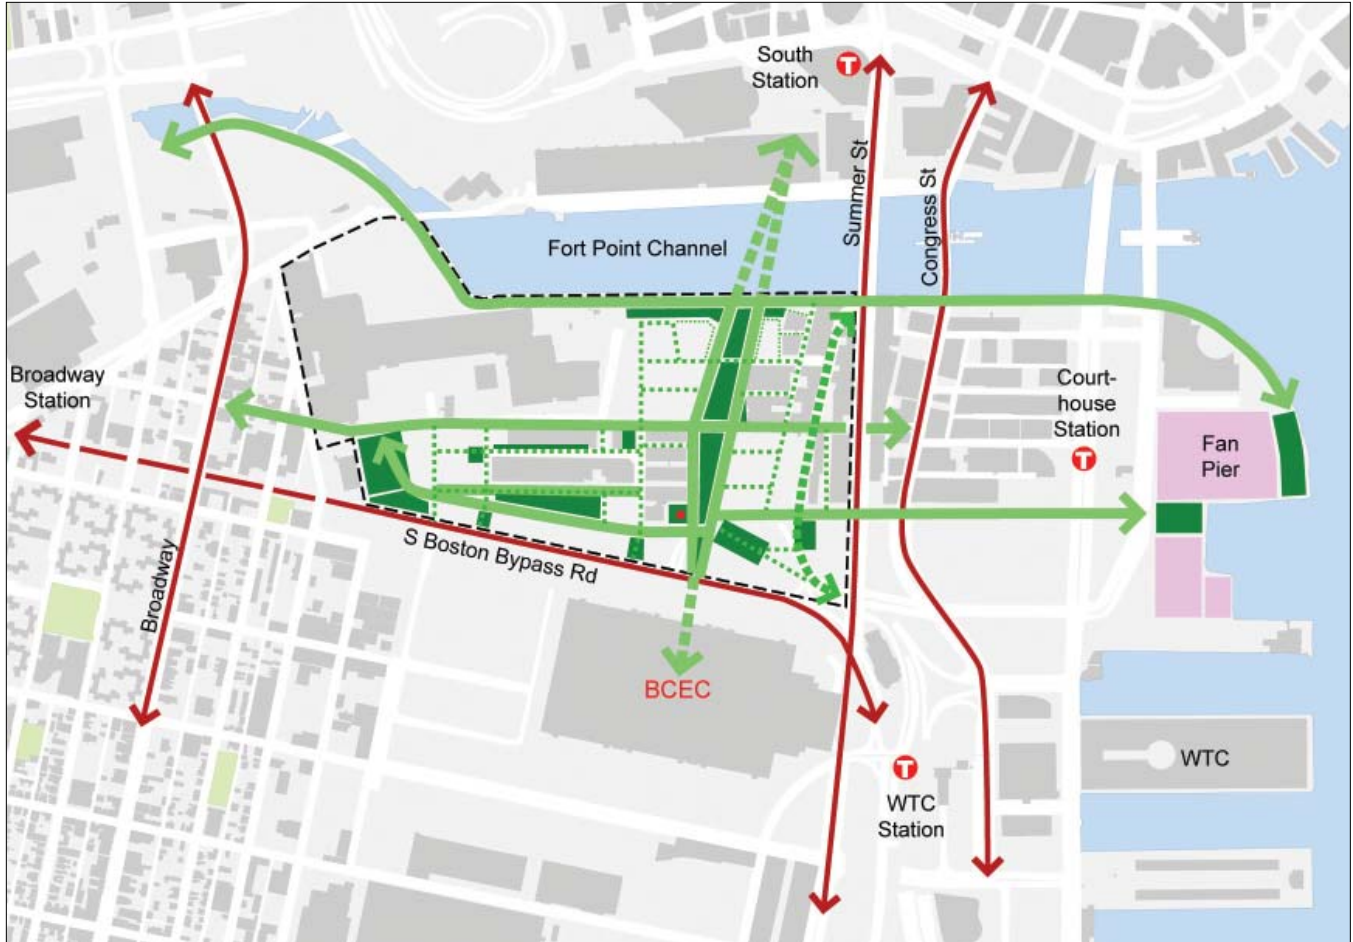 South
Station
T
Summer St
Congress St
Fort Point Channel
Broadway
Station
Court-
house
Station
T
Fan
Pier
S Boston Bypass Rd
Broadway
BCEC
T
WTC
WTC
Station